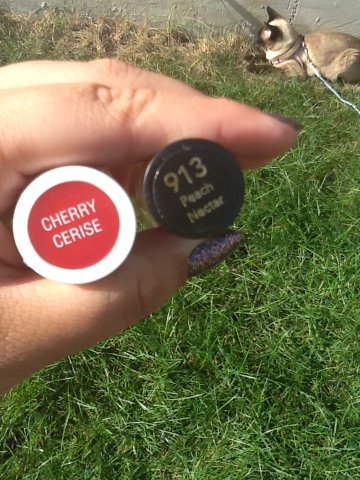 CHERRY
CERISE
913
Peach
Nectar